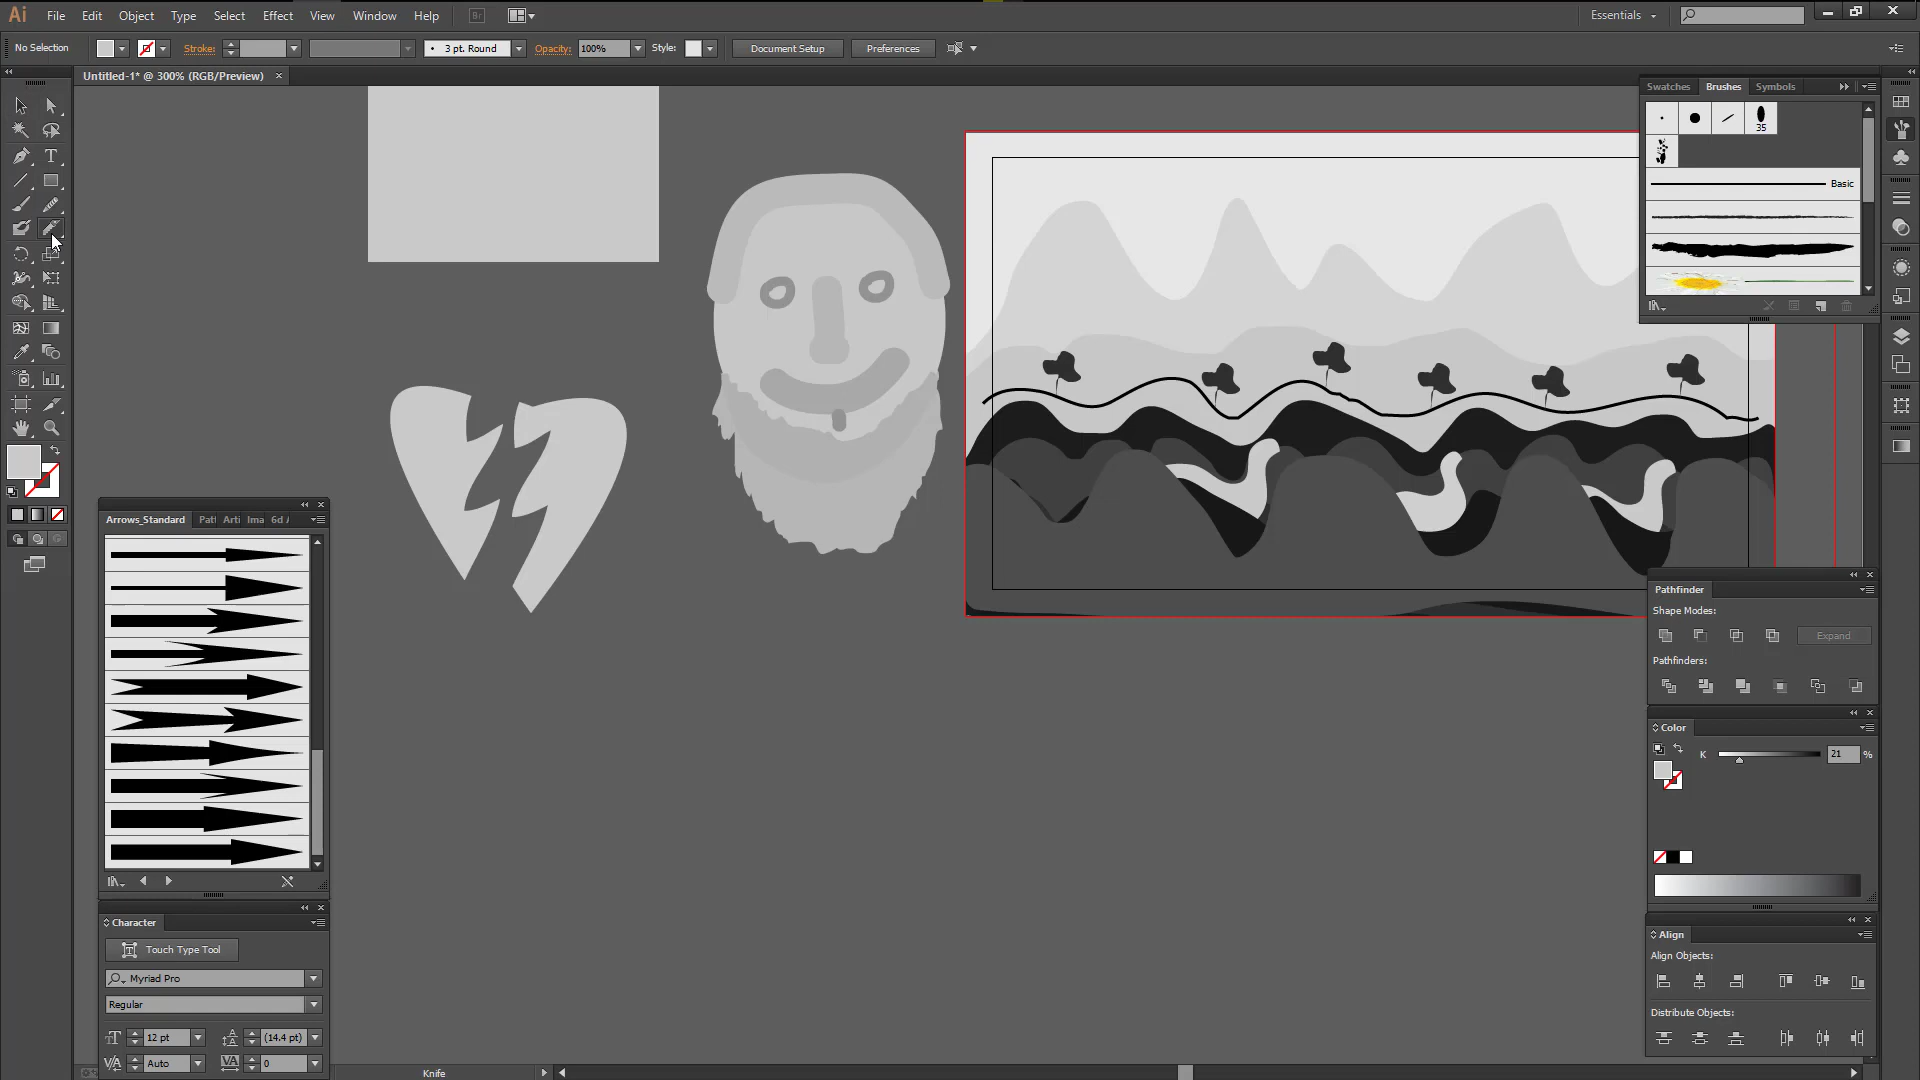 Ai File Edit Object Type Select Effect View Window Help Br Essentials
No Selection Stroke: 3 pt. Round Opacity: 100% Style: Document Setup Preferences
Untitled-1* @ 300% (RGB/Preview)
Swatches Brushes Symbols
35
Basic
T
Arrows_Standard Patl Arti Ima 6d A
Pathfinder
Shape Modes:
Expand
Pathfinders:
Color
K 21 %
Align
Align Objects:
Distribute Objects:
Character
Touch Type Tool
Myriad Pro
Regular
12 pt (14.4 pt)
Auto 0
Knife